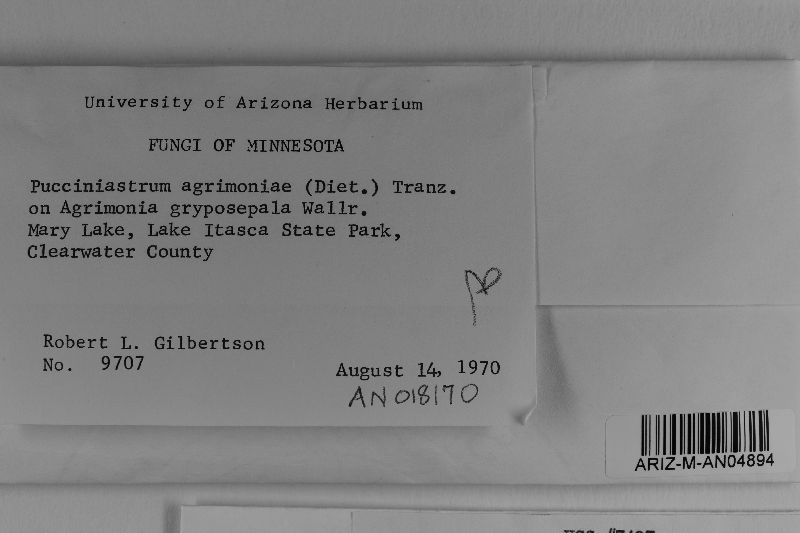 University of Arizona Herbarium
FUNGI OF MINNESOTA
Pucciniastrum agrimoniae (Diet.) Tranz.
on Agrimonia gryposepala Wallr.
Mary Lake, Lake Itasca State Park,
Clearwater County
Robert L. Gilbertson
No. 9707
August 14, 1970
AN018170
ARIZ-M-AN04894